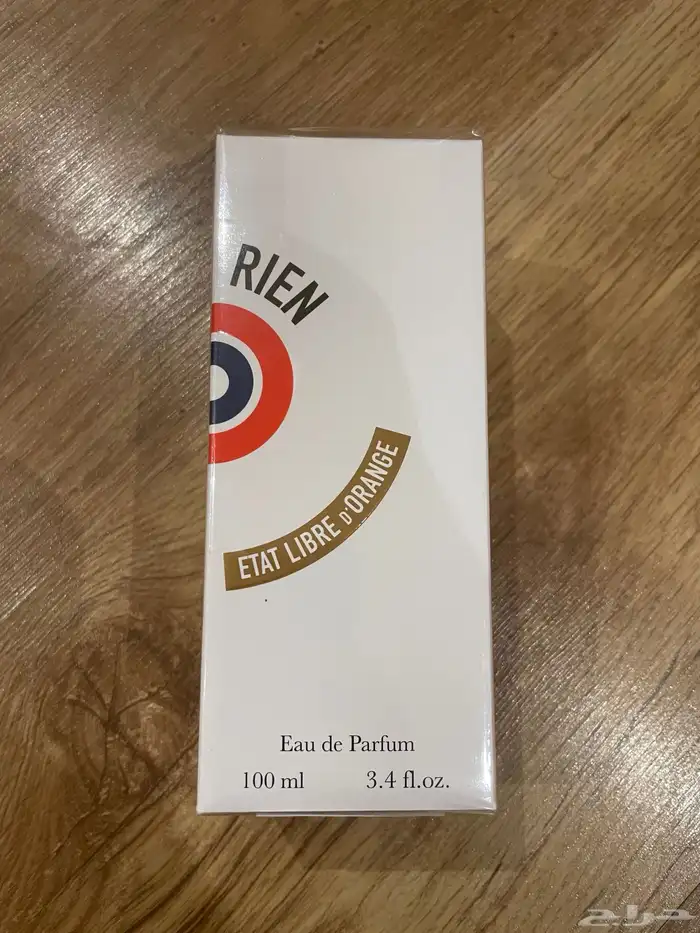 RIEN
ETAT LIBRE D'ORANGE
Eau de Parfum
100 ml 3.4 fl.oz.
حراج